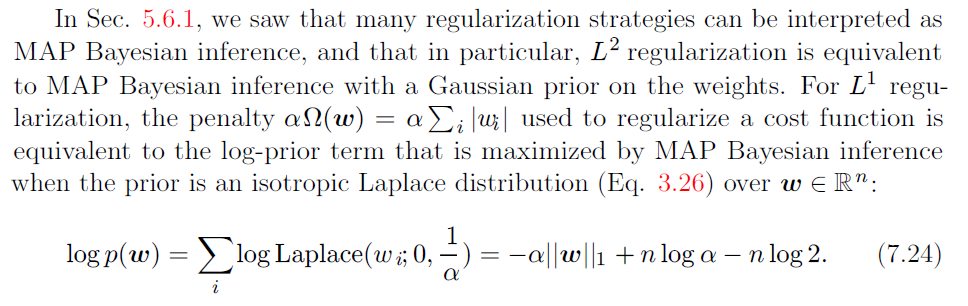 In Sec. 5.6.1, we saw that many regularization strategies can be interpreted as
MAP Bayesian inference, and that in particular, L² regularization is equivalent
to MAP Bayesian inference with a Gaussian prior on the weights. For L¹ regu-
larization, the penalty αΩ(w) = α∑ᵢ |wᵢ| used to regularize a cost function is
equivalent to the log-prior term that is maximized by MAP Bayesian inference
when the prior is an isotropic Laplace distribution (Eq. 3.26) over w ∈ ℝⁿ:
log p(w) = ∑ᵢ log Laplace(wᵢ; 0, 1/α) = −α||w||₁ + n log α − n log 2. (7.24)